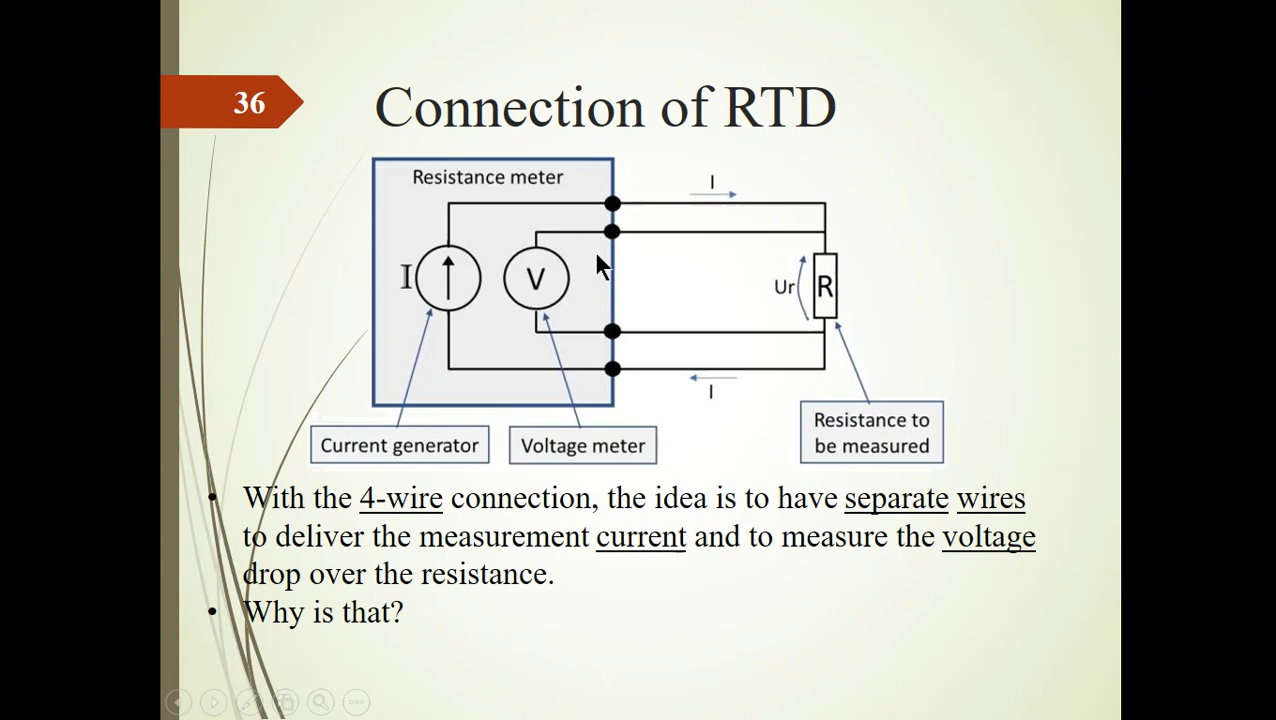 36
Connection of RTD
Resistance meter
I
I
V
Ur
R
I
Current generator
Voltage meter
Resistance to
be measured
• With the 4-wire connection, the idea is to have separate wires
to deliver the measurement current and to measure the voltage
drop over the resistance.
• Why is that?